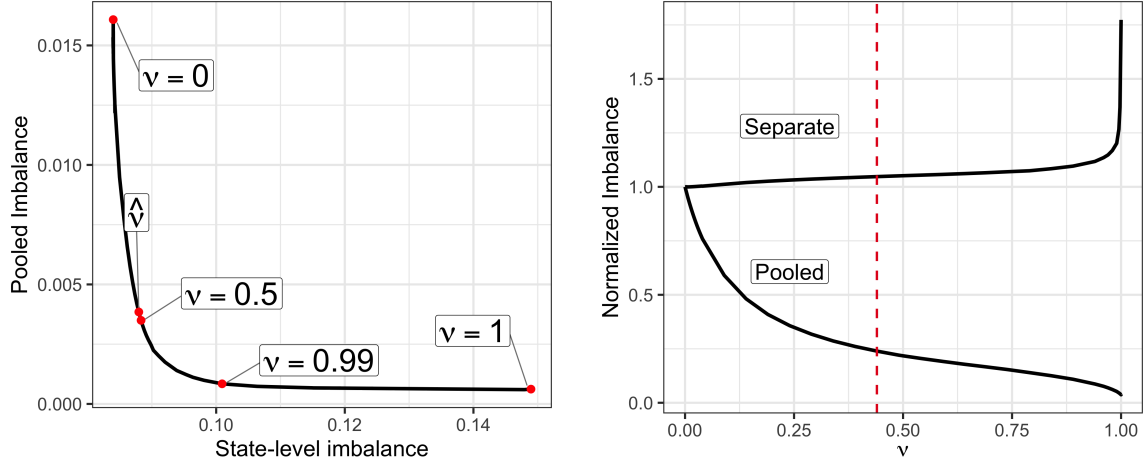 0.015
0.010
0.005
0.000
Pooled Imbalance
ν = 0
ν̂
ν = 0.5
ν = 0.99
ν = 1
0.10
0.12
0.14
State-level imbalance
1.5
1.0
0.5
0.0
Normalized Imbalance
Separate
Pooled
0.00
0.25
0.50
0.75
1.00
ν